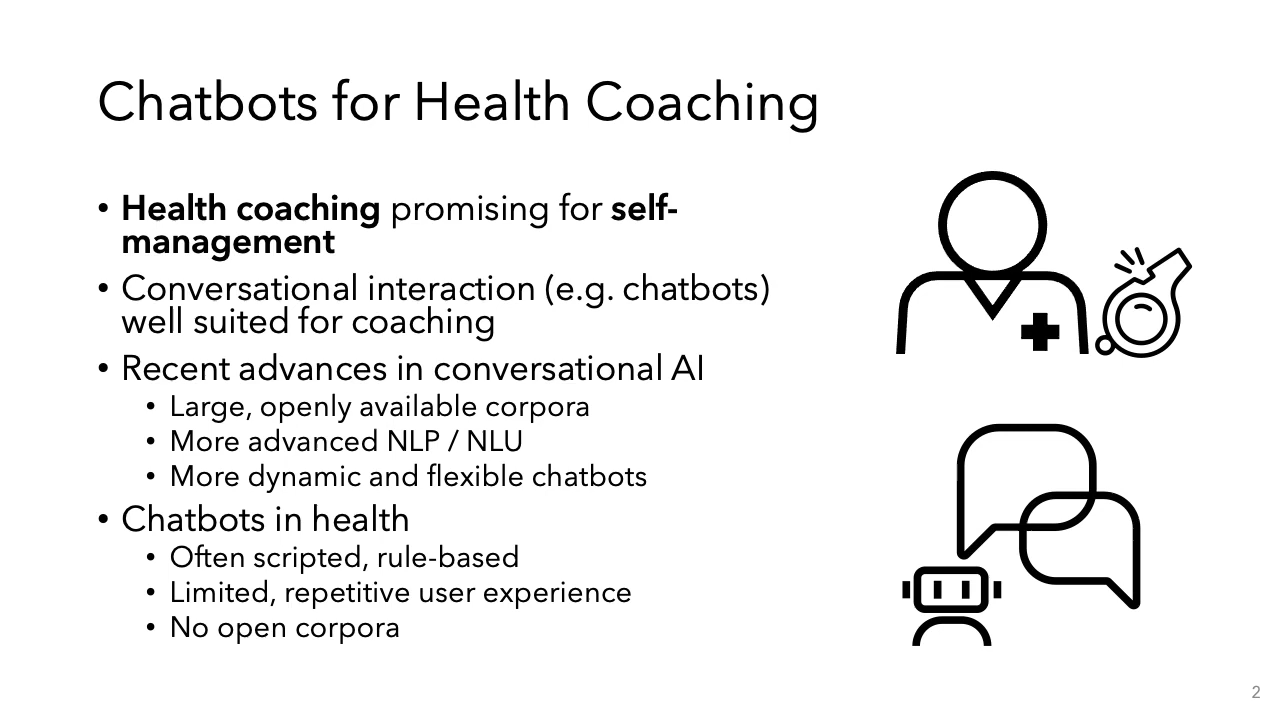 Chatbots for Health Coaching
• Health coaching promising for self-
management
• Conversational interaction (e.g. chatbots)
well suited for coaching
• Recent advances in conversational AI
• Large, openly available corpora
• More advanced NLP / NLU
• More dynamic and flexible chatbots
• Chatbots in health
• Often scripted, rule-based
• Limited, repetitive user experience
• No open corpora
2